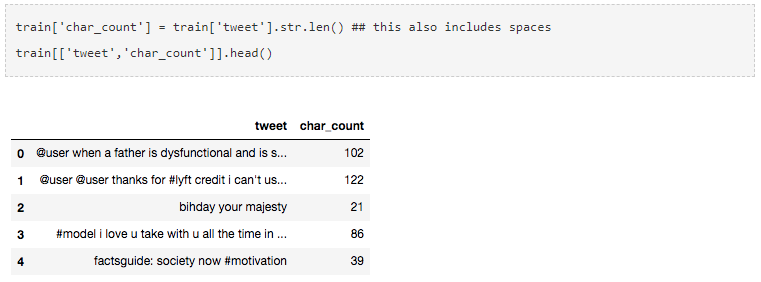 train['char_count'] = train['tweet'].str.len() ## this also includes spaces
train[['tweet','char_count']].head()
tweet char_count
0 @user when a father is dysfunctional and is s... 102
1 @user @user thanks for #lyft credit i can't us... 122
2 bihday your majesty 21
3 #model i love u take with u all the time in ... 86
4 factsguide: society now #motivation 39